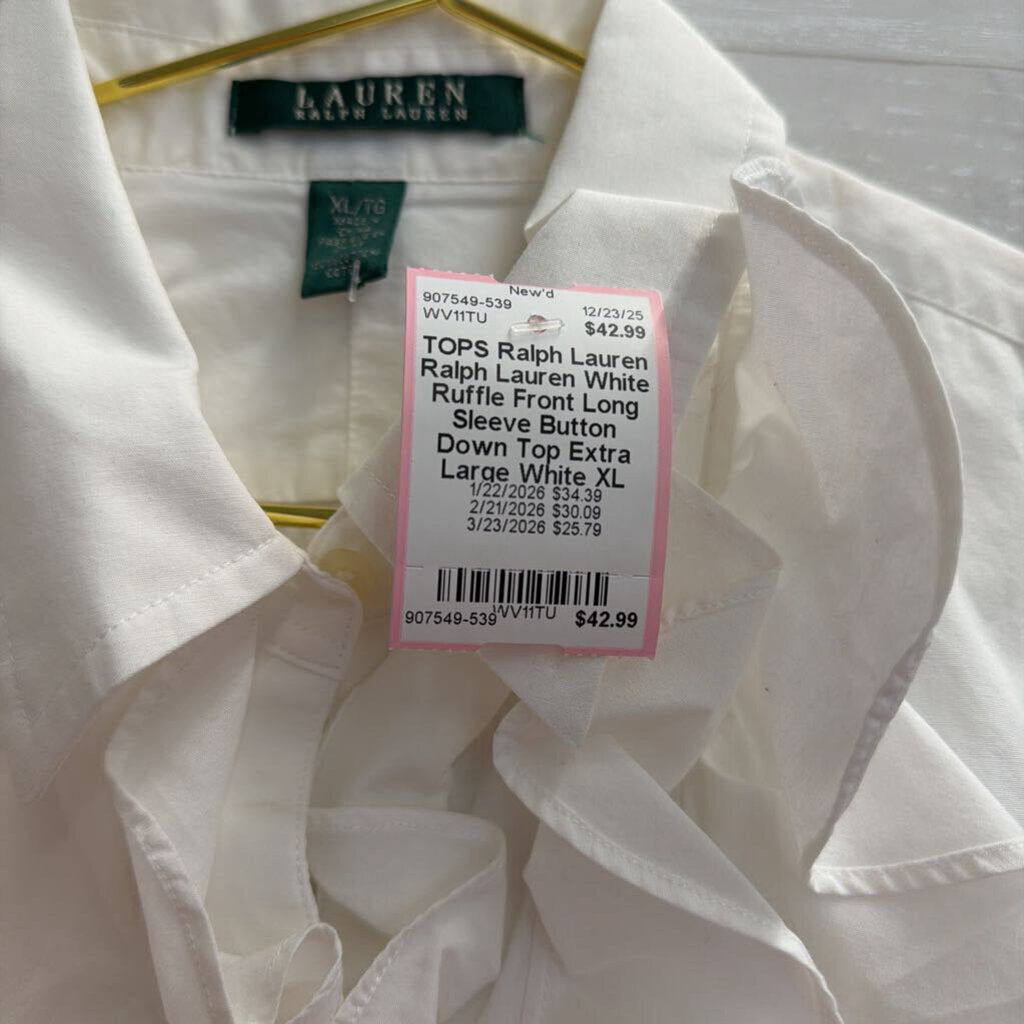 LAUREN
RALPH LAUREN
XL/TG
New'd
907549-539
12/23/25
WV11TU
$42.99
TOPS Ralph Lauren
Ralph Lauren White
Ruffle Front Long
Sleeve Button
Down Top Extra
Large White XL
1/22/2026 $34.39
2/21/2026 $30.09
3/23/2026 $25.79
WV11TU
907549-539
$42.99